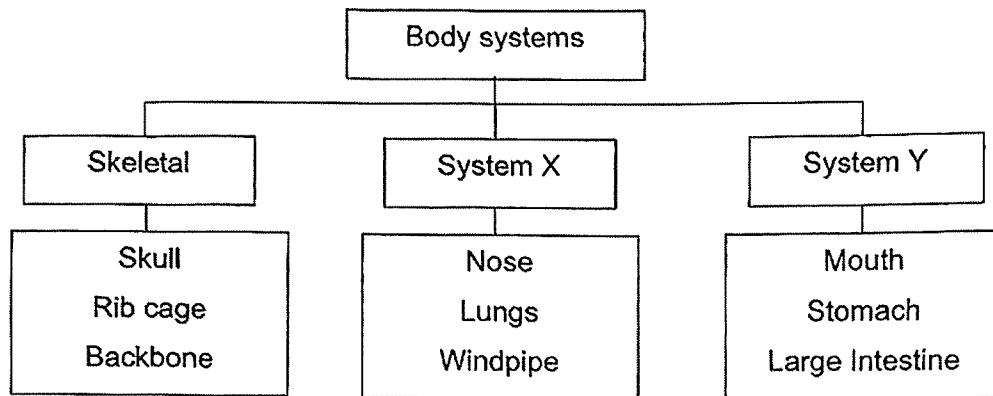 Body systems
Skeletal
System X
System Y
Skull
Rib cage
Backbone
Nose
Lungs
Windpipe
Mouth
Stomach
Large Intestine